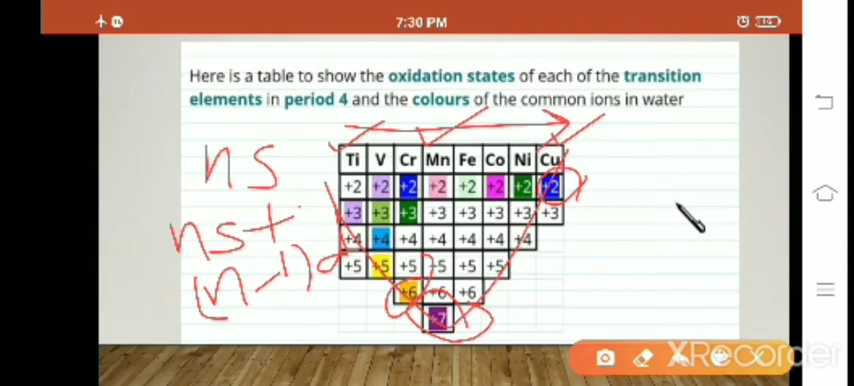 7:30 PM
Here is a table to show the oxidation states of each of the transition
elements in period 4 and the colours of the common ions in water
ns
ns +
(n-1)d
Ti V Cr Mn Fe Co Ni Cu
+2 +2 +2 +2 +2 +2 +2 +2
+3 +3 +3 +3 +3 +3 +3 +3
+4 +4 +4 +4 +4 +4 +4
+5 +5 +5 +5 +5 +5
+6 +6 +6
+7
XRecorder